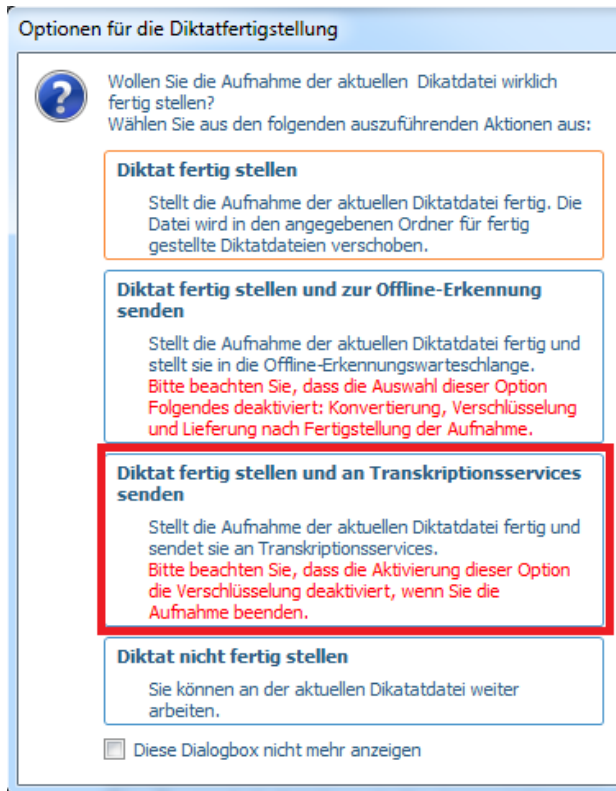 Optionen für die Diktatfertigstellung
Wollen Sie die Aufnahme der aktuellen Dikatdatei wirklich
fertig stellen?
Wählen Sie aus den folgenden auszuführenden Aktionen aus:
Diktat fertig stellen
Stellt die Aufnahme der aktuellen Diktatdatei fertig. Die
Datei wird in den angegebenen Ordner für fertig
gestellte Diktatdateien verschoben.
Diktat fertig stellen und zur Offline-Erkennung
senden
Stellt die Aufnahme der aktuellen Diktatdatei fertig und
stellt sie in die Offline-Erkennungswarteschlange.
Bitte beachten Sie, dass die Auswahl dieser Option
Folgendes deaktiviert: Konvertierung, Verschlüsselung
und Lieferung nach Fertigstellung der Aufnahme.
Diktat fertig stellen und an Transkriptionsservices
senden
Stellt die Aufnahme der aktuellen Diktatdatei fertig und
sendet sie an Transkriptionsservices.
Bitte beachten Sie, dass die Aktivierung dieser Option
die Verschlüsselung deaktiviert, wenn Sie die
Aufnahme beenden.
Diktat nicht fertig stellen
Sie können an der aktuellen Dikatatdatei weiter
arbeiten.
Diese Dialogbox nicht mehr anzeigen